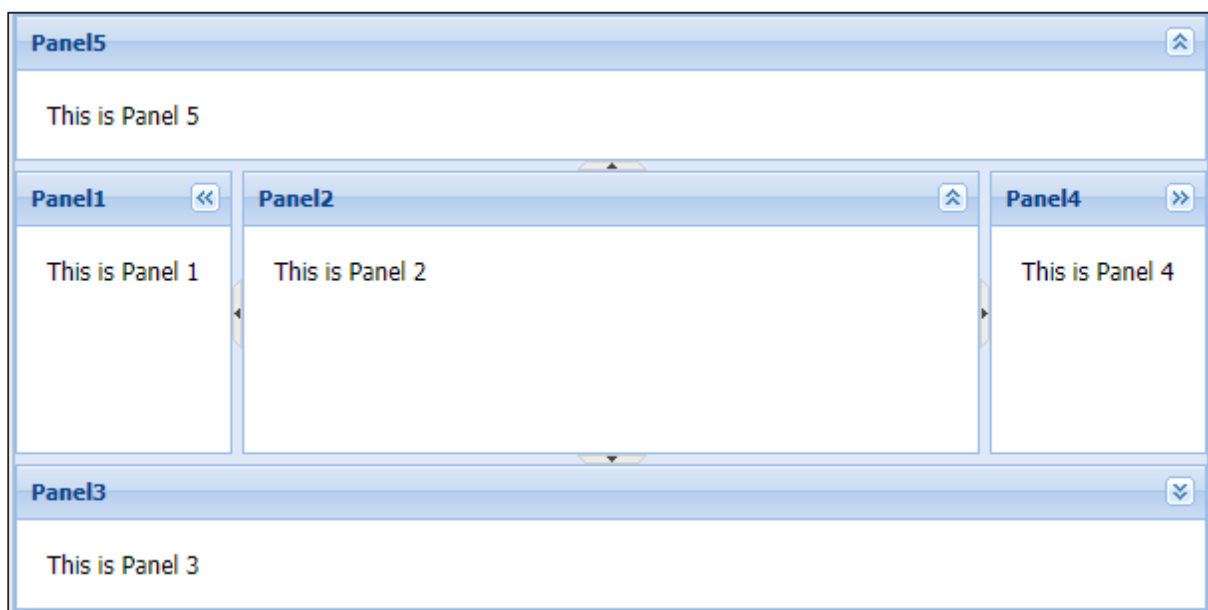 Panel5
This is Panel 5
Panel1
Panel2
Panel4
This is Panel 1
This is Panel 2
This is Panel 4
Panel3
This is Panel 3